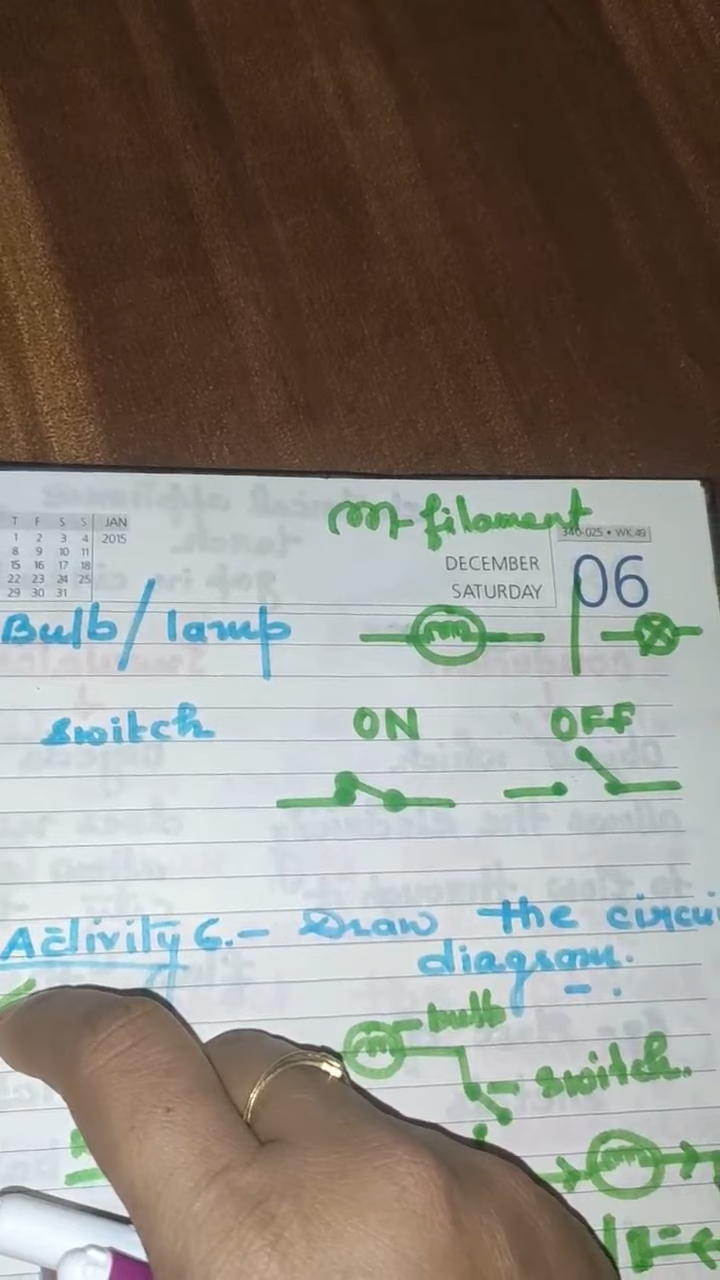 T F S S JAN
1 2 3 4 2015
8 9 10 11
15 16 17 18
22 23 24 25
29 30 31
m-filament
340-025 • WK 49
DECEMBER
SATURDAY 06
Bulb/lamp
switch ON OFF
Activity 6.- Draw the circui
diagram.
bulb
switch.